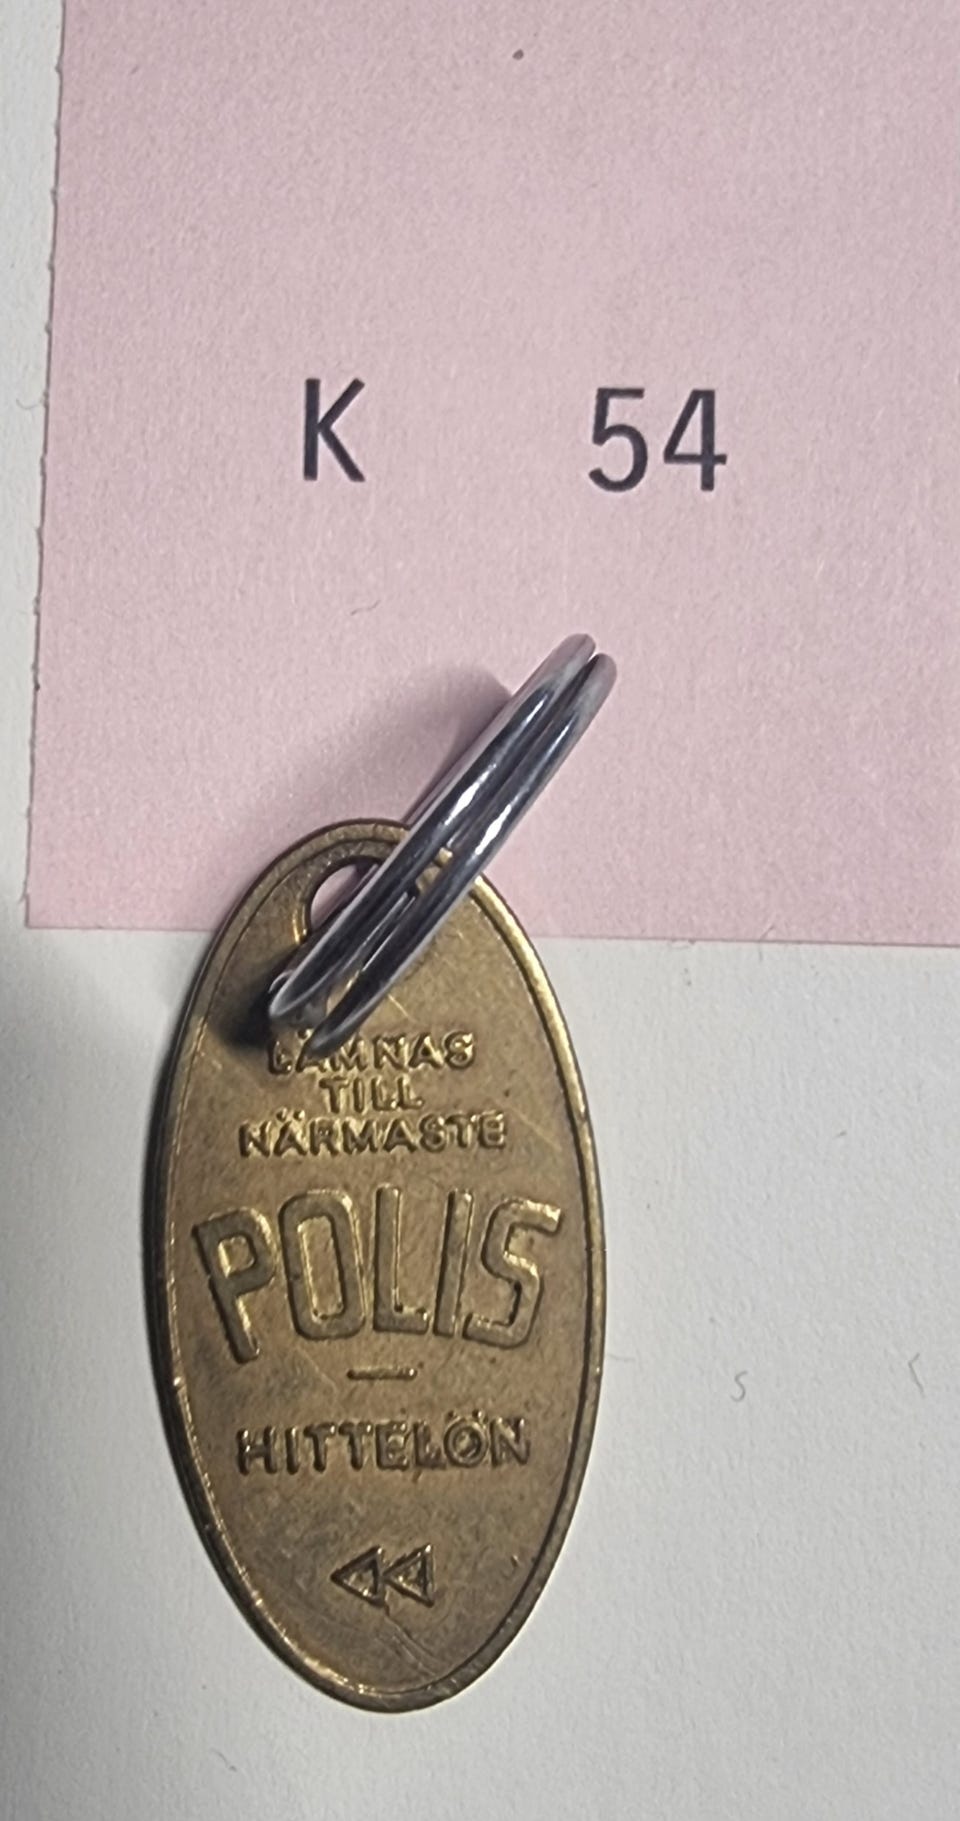 K 54
LÄMNAS
TILL
NÄRMASTE
POLIS
HITTELÖN